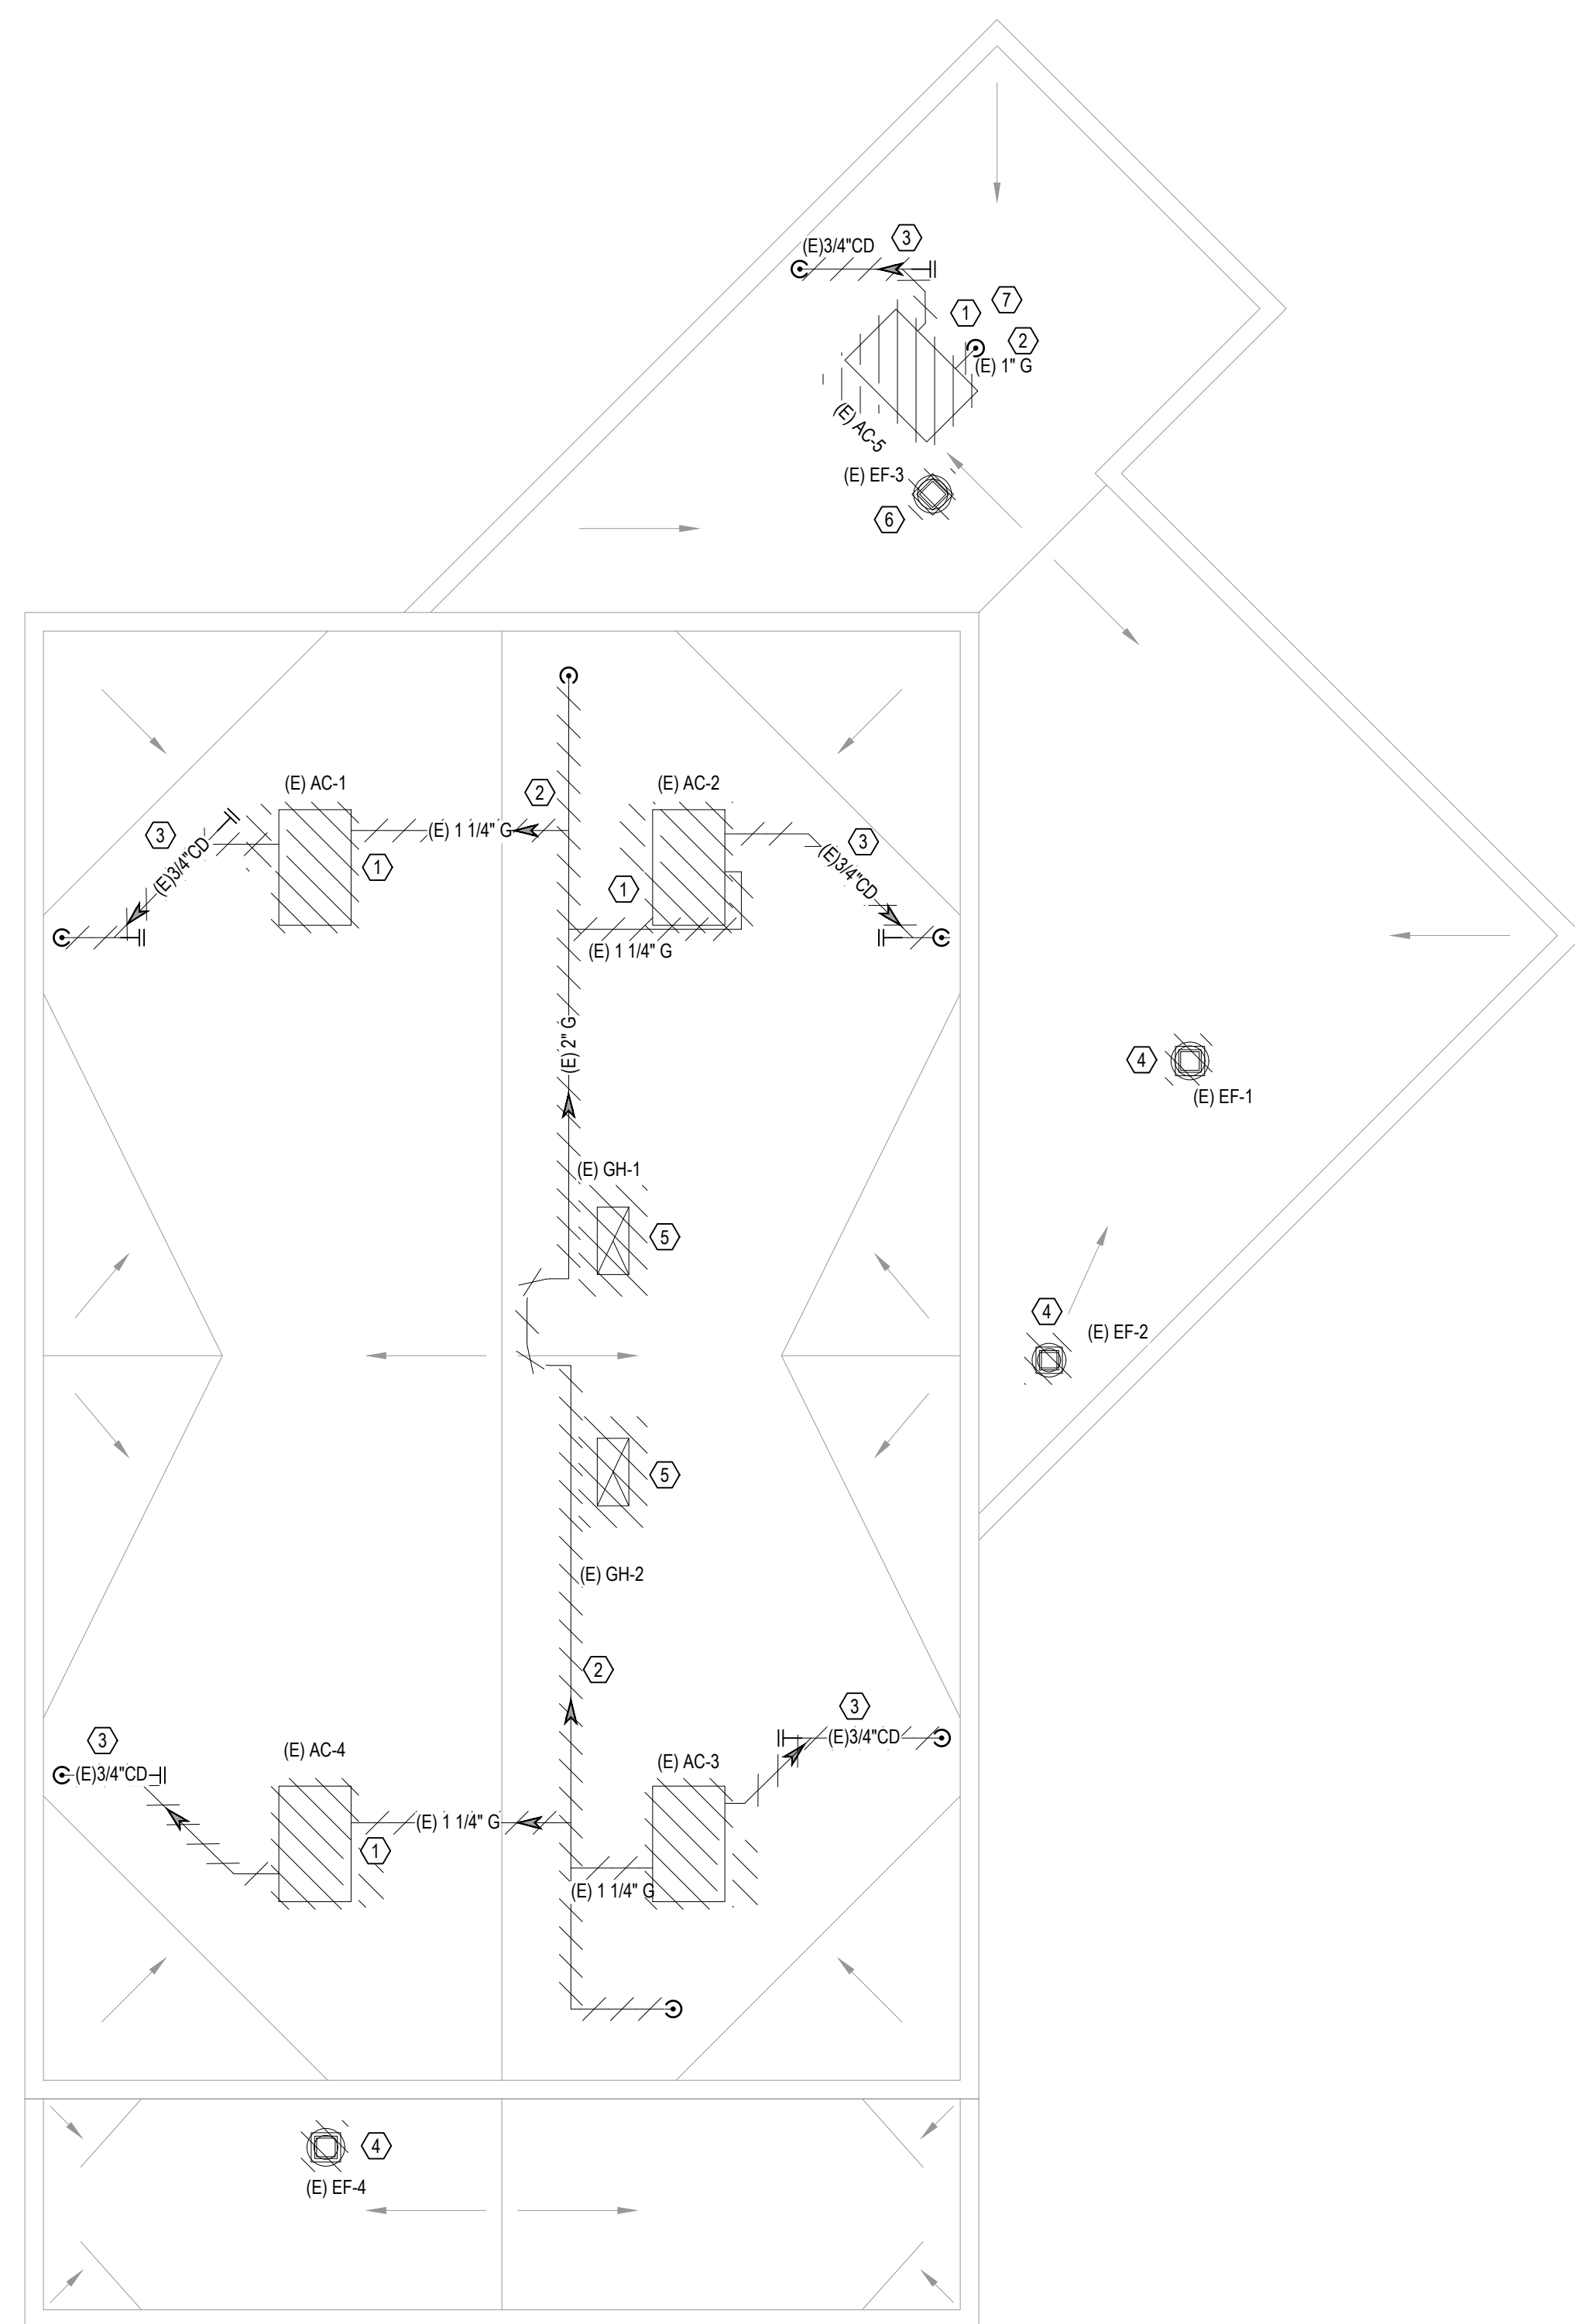 (E)3/4"CD
3
1
7
2
(E) 1" G
(E) AC-5
(E) EF-3
6
(E) AC-1
2
(E) AC-2
3
(E)3/4"CD
(E) 1 1/4" G
1
3
(E)3/4"CD
1
(E) 1 1/4" G
(E) 2" G
4
(E) EF-1
(E) GH-1
5
4
(E) EF-2
5
(E) GH-2
2
3
(E)3/4"CD
3
(E)3/4"CD
(E) AC-4
(E) AC-3
(E) 1 1/4" G
1
(E) 1 1/4" G
4
(E) EF-4